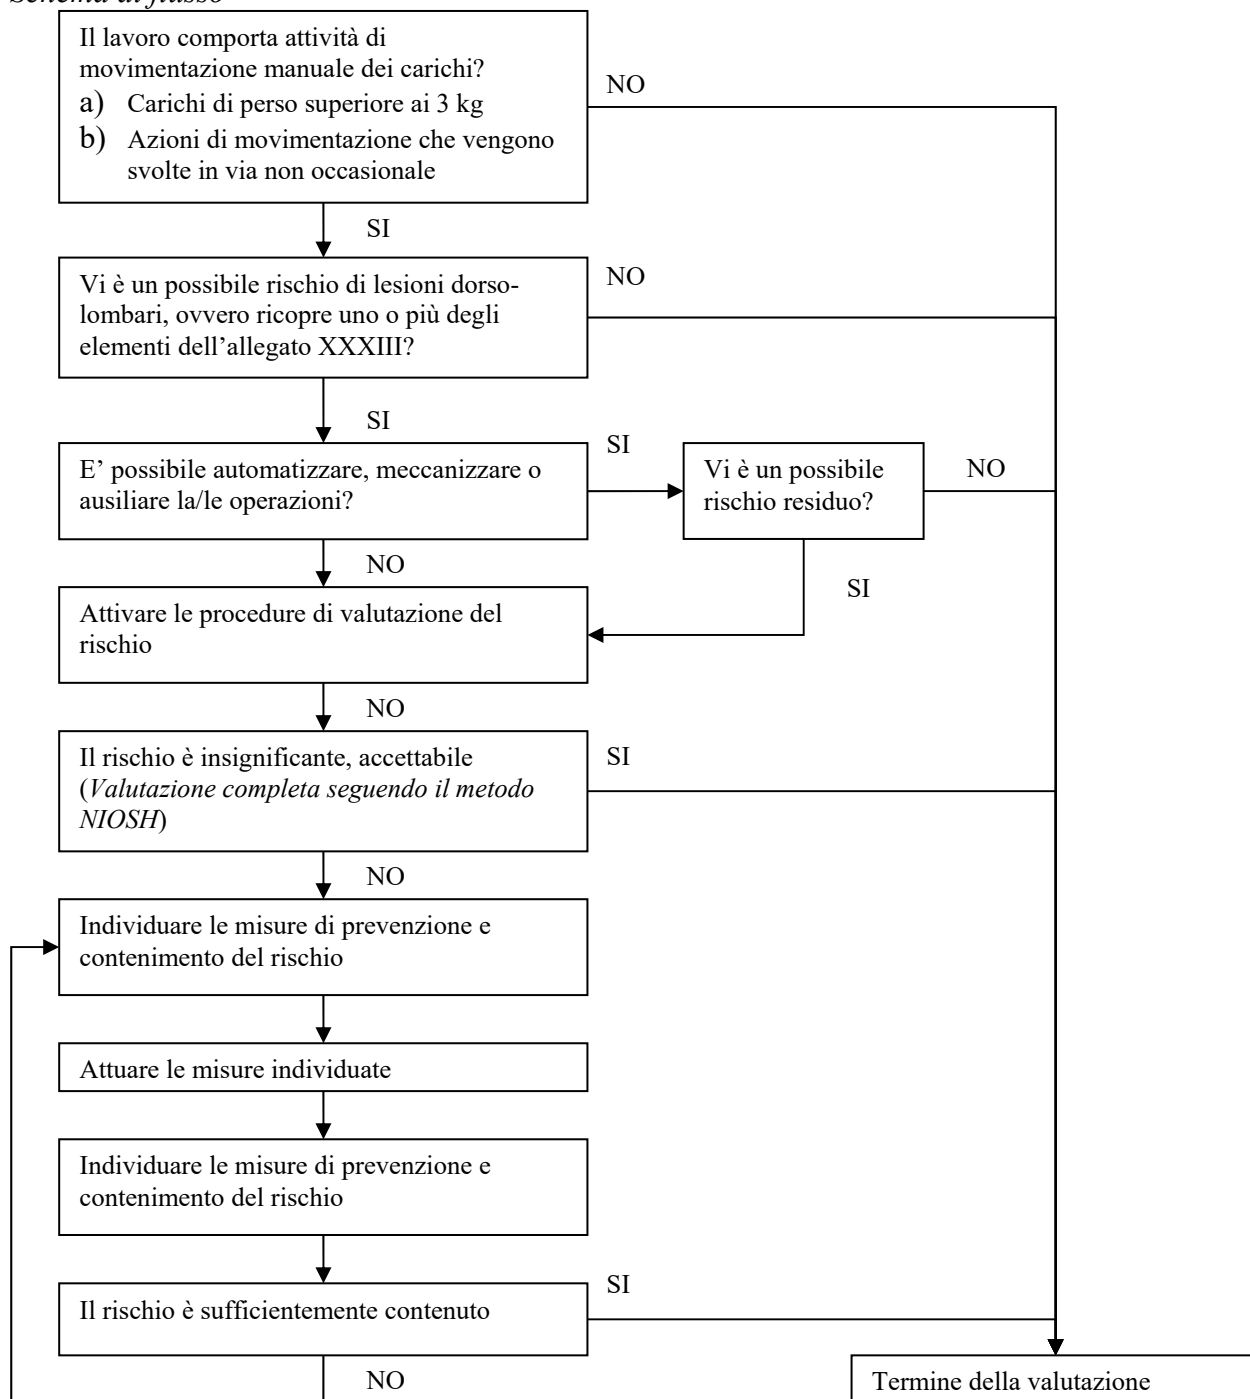 Schema di flusso
Il lavoro comporta attività di
movimentazione manuale dei carichi?
a) Carichi di perso superiore ai 3 kg
b) Azioni di movimentazione che vengono
svolte in via non occasionale
NO
SI
Vi è un possibile rischio di lesioni dorso-
lombari, ovvero ricopre uno o più degli
elementi dell’allegato XXXIII?
NO
SI
E’ possibile automatizzare, meccanizzare o
ausiliare la/le operazioni?
SI
Vi è un possibile
rischio residuo?
NO
NO
SI
Attivare le procedure di valutazione del
rischio
NO
Il rischio è insignificante, accettabile
(Valutazione completa seguendo il metodo
NIOSH)
SI
NO
Individuare le misure di prevenzione e
contenimento del rischio
Attuare le misure individuate
Individuare le misure di prevenzione e
contenimento del rischio
Il rischio è sufficientemente contenuto
SI
NO
Termine della valutazione